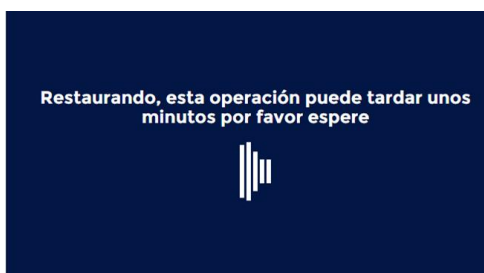 Restaurando, esta operación puede tardar unos
minutos por favor espere